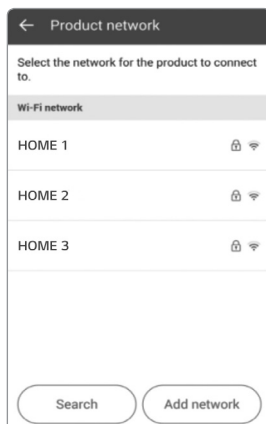 Product network
Select the network for the product to connect
to.
Wi-Fi network
HOME 1
HOME 2
HOME 3
Search
Add network